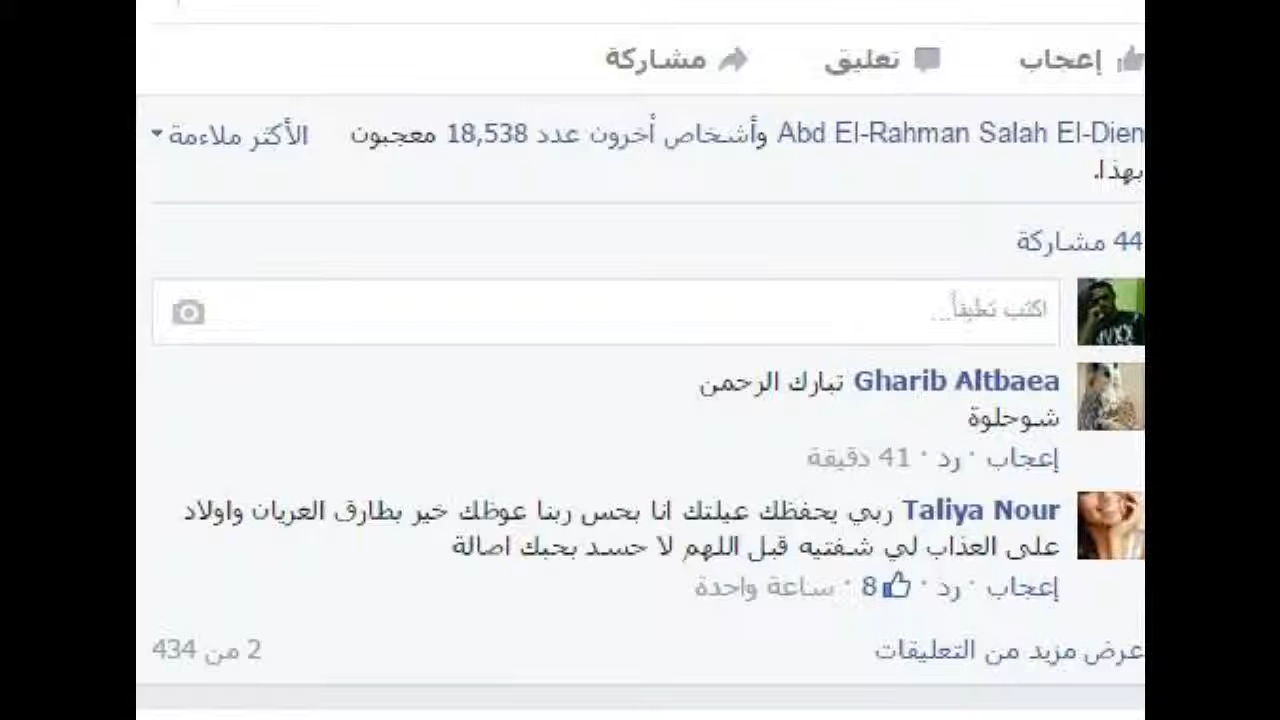 إعجاب تعليق مشاركة
Abd El-Rahman Salah El-Dien وأشخاص أخرون عدد 18,538 معجبون الأكثر ملاءمة
بهذا.
44 مشاركة
اكتب تعليقاً...
Gharib Altbaea تبارك الرحمن
شوحلوة
إعجاب · رد · 41 دقيقة
Taliya Nour ربي يحفظك عيلتك انا بحس ربنا عوظك خير بطارق العريان واولاد
على العذاب لي شفتيه قبل اللهم لا حسد بحبك اصالة
إعجاب · رد · 8 · ساعة واحدة
عرض مزيد من التعليقات 2 من 434